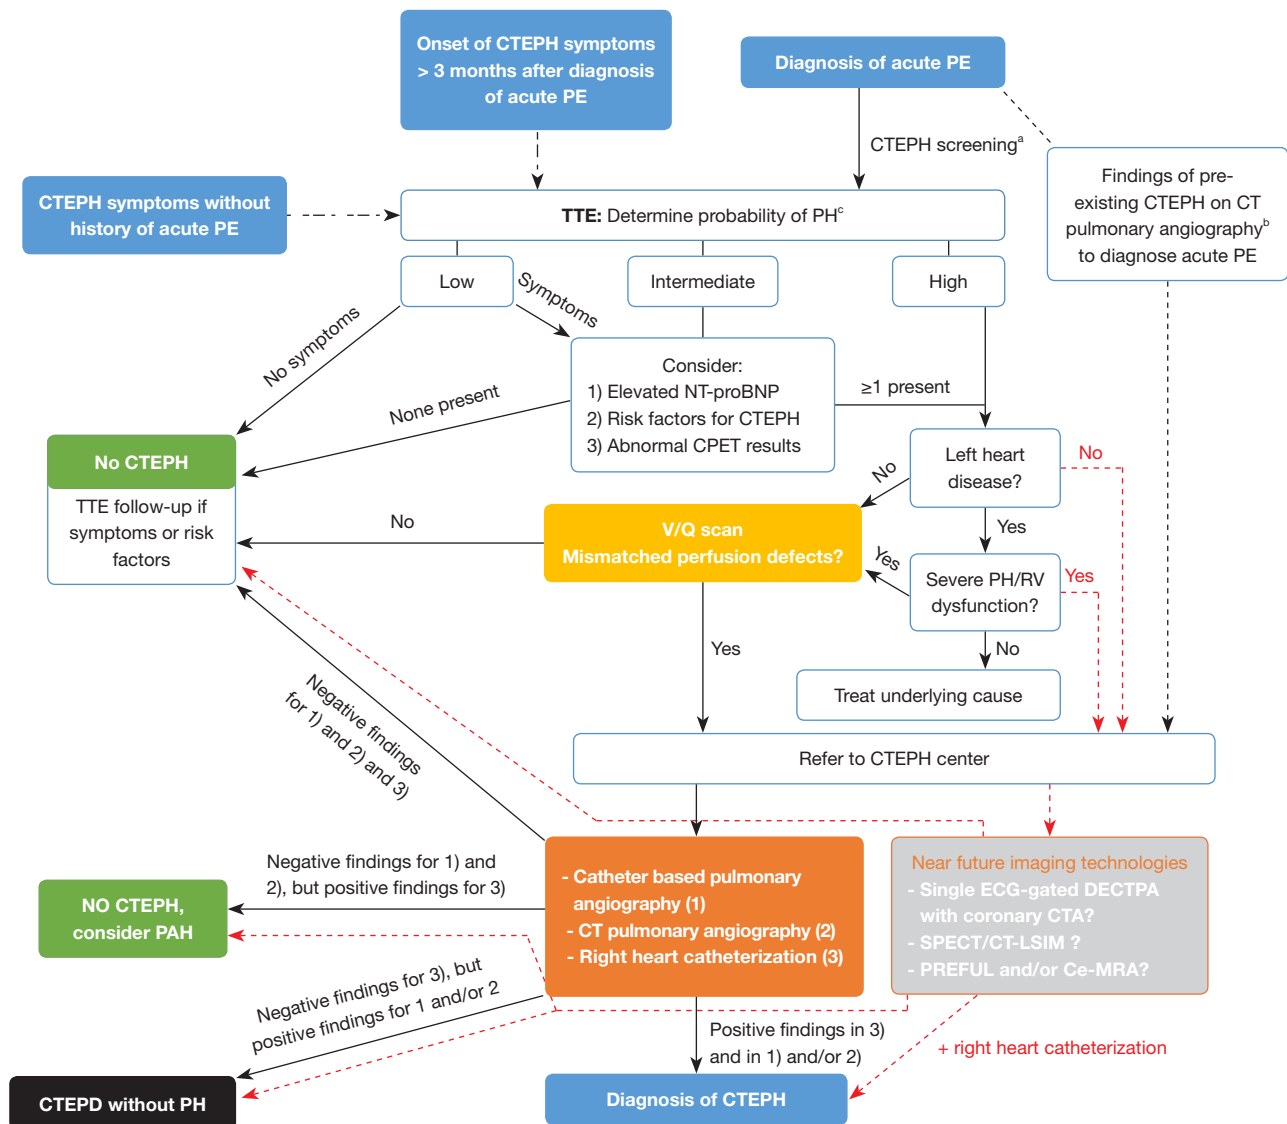 Onset of CTEPH symptoms
> 3 months after diagnosis
of acute PE
Diagnosis of acute PE
CTEPH screeningᵃ
CTEPH symptoms without
history of acute PE
TTE: Determine probability of PHᶜ
Findings of pre-
existing CTEPH on CT
pulmonary angiographyᵇ
to diagnose acute PE
Low
Intermediate
High
Symptoms
No symptoms
Consider:
1) Elevated NT-proBNP
2) Risk factors for CTEPH
3) Abnormal CPET results
≥1 present
None present
No CTEPH
TTE follow-up if
symptoms or risk
factors
Left heart
disease?
No
No
Yes
No
V/Q scan
Mismatched perfusion defects?
Yes
Severe PH/RV
dysfunction?
Yes
Yes
No
Treat underlying cause
Negative findings
for 1) and 2) and 3)
Refer to CTEPH center
Negative findings for 1) and
2), but positive findings for 3)
NO CTEPH,
consider PAH
- Catheter based pulmonary
angiography (1)
- CT pulmonary angiography (2)
- Right heart catheterization (3)
Near future imaging technologies
- Single ECG-gated DECTPA
with coronary CTA?
- SPECT/CT-LSIM ?
- PREFUL and/or Ce-MRA?
Negative findings for 3), but
positive findings for 1 and/or 2
Positive findings in 3)
and in 1) and/or 2)
+ right heart catheterization
CTEPD without PH
Diagnosis of CTEPH